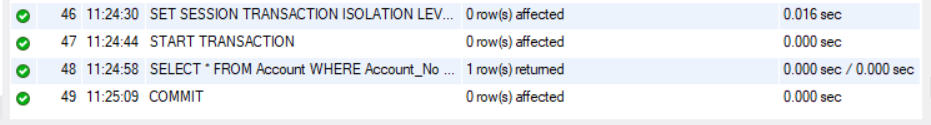 46 11:24:30 SET SESSION TRANSACTION ISOLATION LEV... 0 row(s) affected 0.016 sec
47 11:24:44 START TRANSACTION 0 row(s) affected 0.000 sec
48 11:24:58 SELECT * FROM Account WHERE Account_No ... 1 row(s) returned 0.000 sec / 0.000 sec
49 11:25:09 COMMIT 0 row(s) affected 0.000 sec